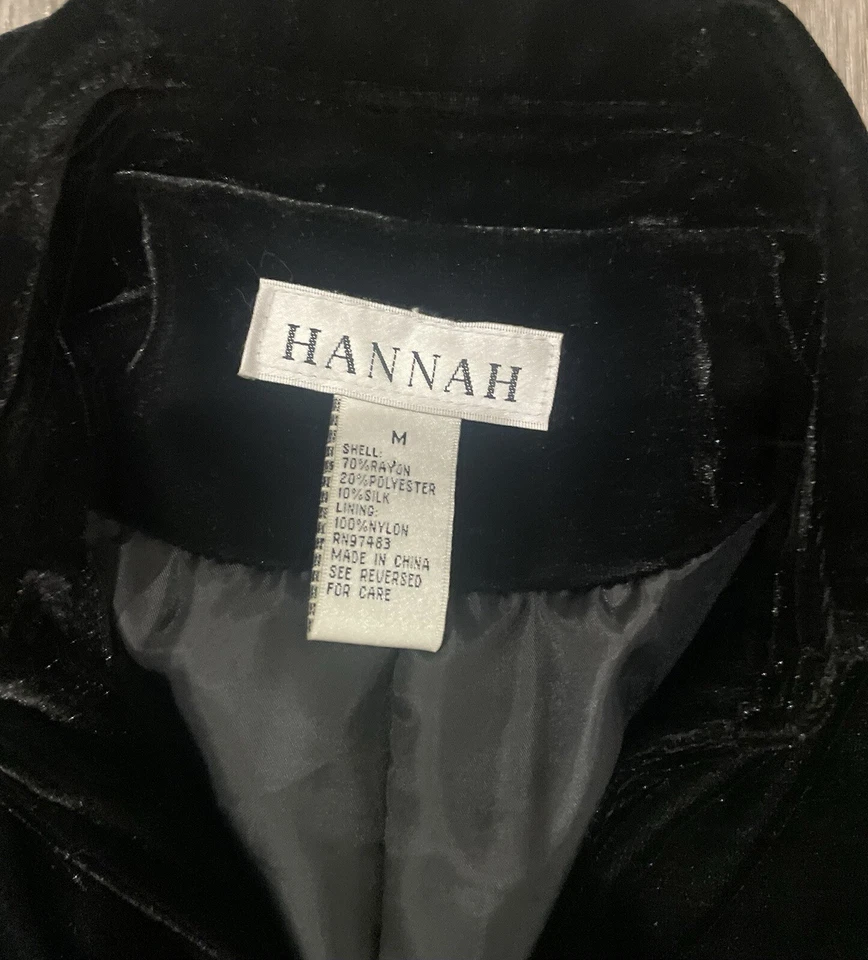 HANNAH
M
SHELL:
70%RAYON
20%POLYESTER
10%SILK
LINING:
100%NYLON
RN97483
MADE IN CHINA
SEE REVERSED
FOR CARE